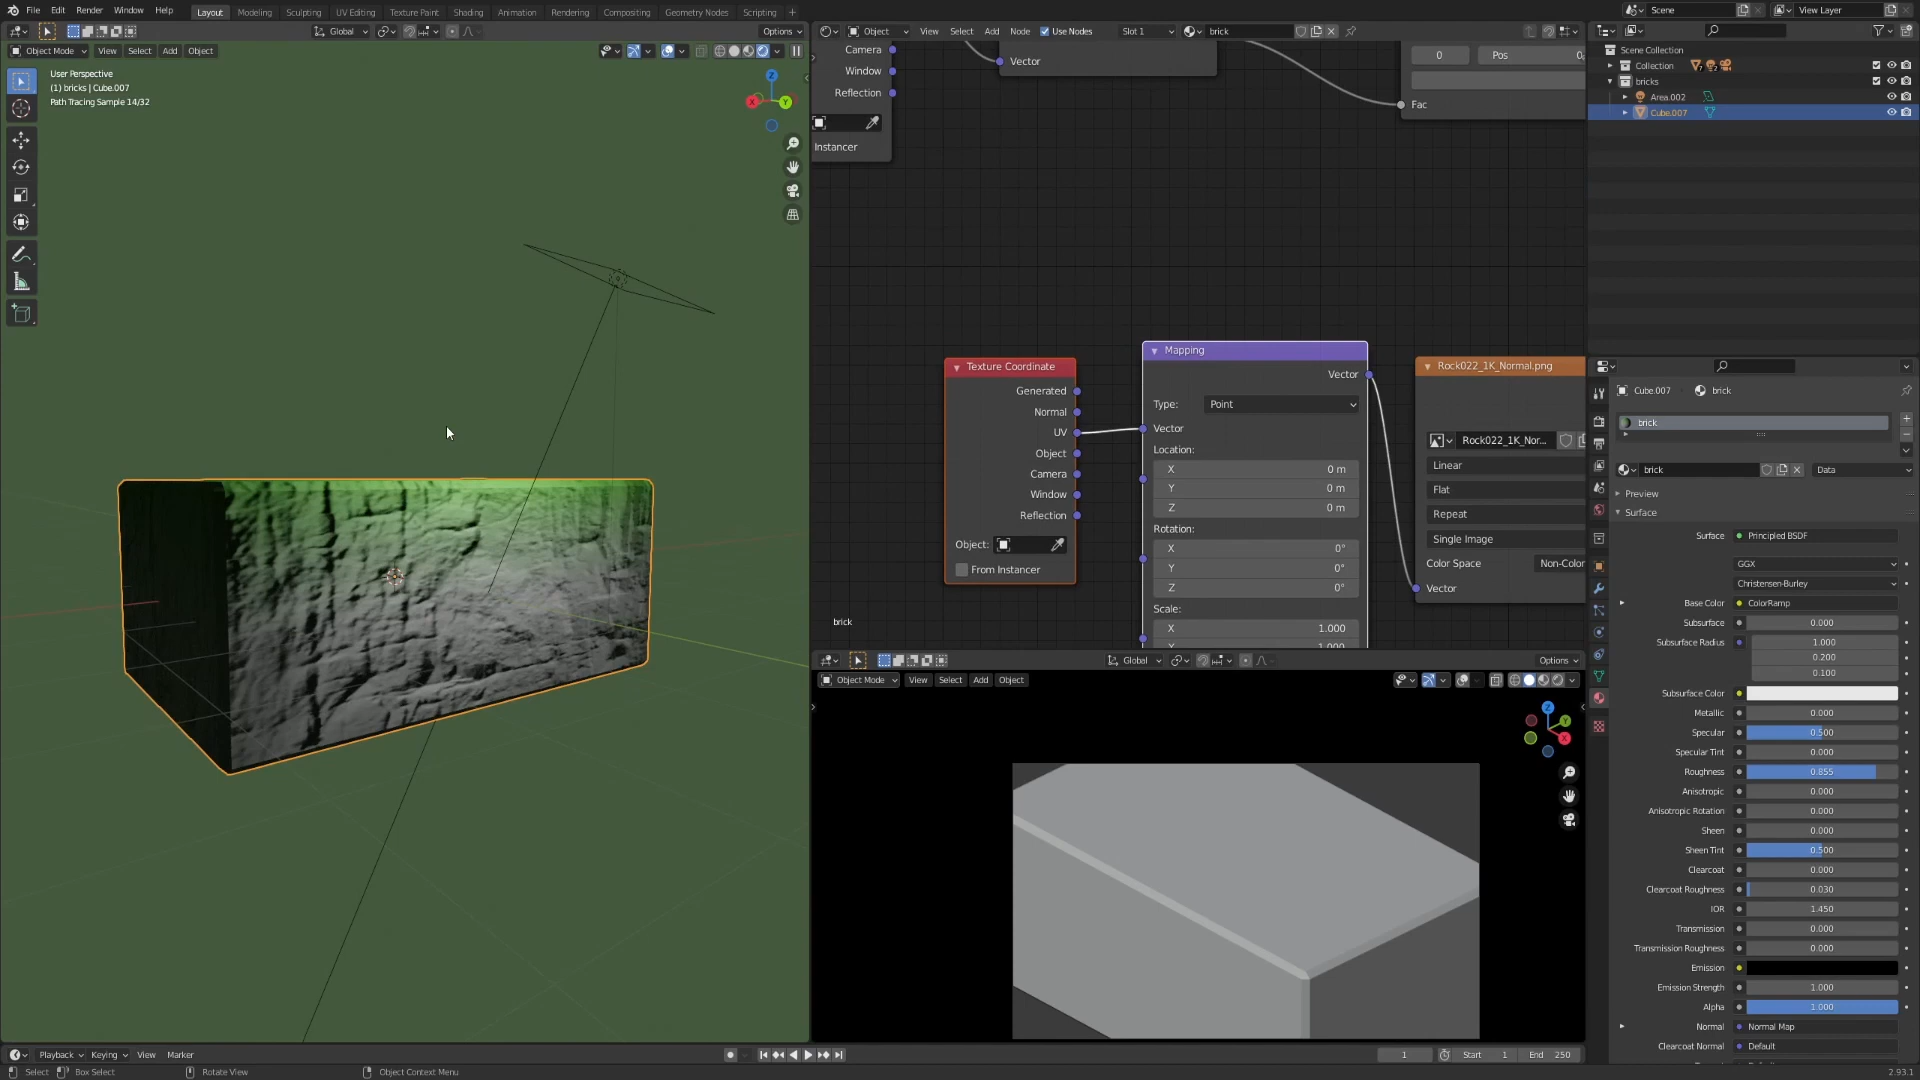 File Edit Render Window Help
Layout Modeling Sculpting UV Editing Texture Paint Shading Animation Rendering Compositing Geometry Nodes Scripting +
Scene View Layer
Global Options
Object Mode View Select Add Object
User Perspective
(1) bricks | Cube.007
Path Tracing Sample 14/32
X Y Z
Object View Select Add Node Use Nodes Slot 1 brick
Camera
Window
Reflection
Instancer
Vector
0 Pos 0
Fac
Texture Coordinate
Generated
Normal
UV
Object
Camera
Window
Reflection
Object:
From Instancer
Mapping
Vector
Type: Point
Vector
Location:
X 0 m
Y 0 m
Z 0 m
Rotation:
X 0°
Y 0°
Z 0°
Scale:
X 1.000
Y 1.000
Rock022_1K_Normal.png
Rock022_1K_Nor...
Linear
Flat
Repeat
Single Image
Color Space Non-Color
Vector
brick
Global Options
Object Mode View Select Add Object
Z Y X
Scene Collection
Collection
bricks
Area.002
Cube.007
Cube.007 brick
brick
brick Data
Preview
Surface
Surface Principled BSDF
GGX
Christensen-Burley
Base Color ColorRamp
Subsurface 0.000
Subsurface Radius 1.000
0.200
0.100
Subsurface Color
Metallic 0.000
Specular 0.500
Specular Tint 0.000
Roughness 0.855
Anisotropic 0.000
Anisotropic Rotation 0.000
Sheen 0.000
Sheen Tint 0.500
Clearcoat 0.000
Clearcoat Roughness 0.030
IOR 1.450
Transmission 0.000
Transmission Roughness 0.000
Emission
Emission Strength 1.000
Alpha 1.000
Normal Normal Map
Clearcoat Normal Default
Playback Keying View Marker
1 Start 1 End 250
Select Box Select Rotate View Object Context Menu
2.93.1